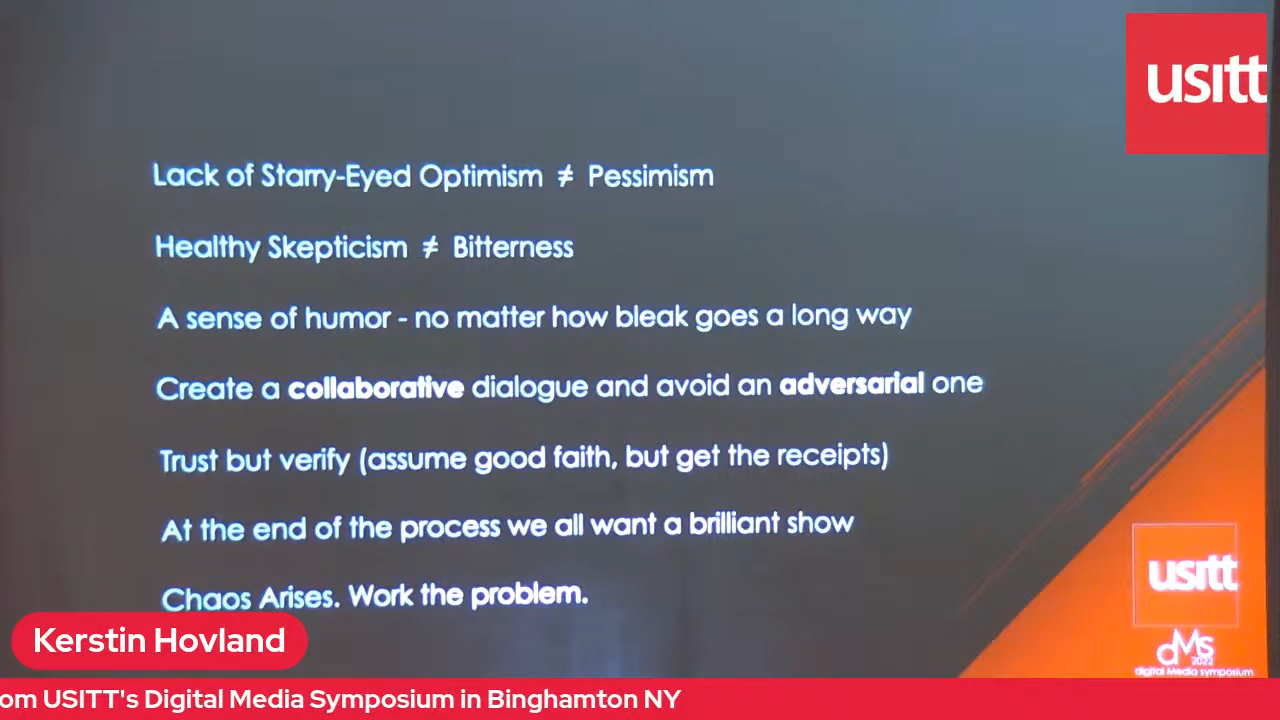 usitt
Lack of Starry-Eyed Optimism ≠ Pessimism
Healthy Skepticism ≠ Bitterness
A sense of humor - no matter how bleak goes a long way
Create a collaborative dialogue and avoid an adversarial one
Trust but verify (assume good faith, but get the receipts)
At the end of the process we all want a brilliant show
Chaos Arises. Work the problem.
usitt
dMs
2022
digital Media symposium
Kerstin Hovland
om USITT's Digital Media Symposium in Binghamton NY